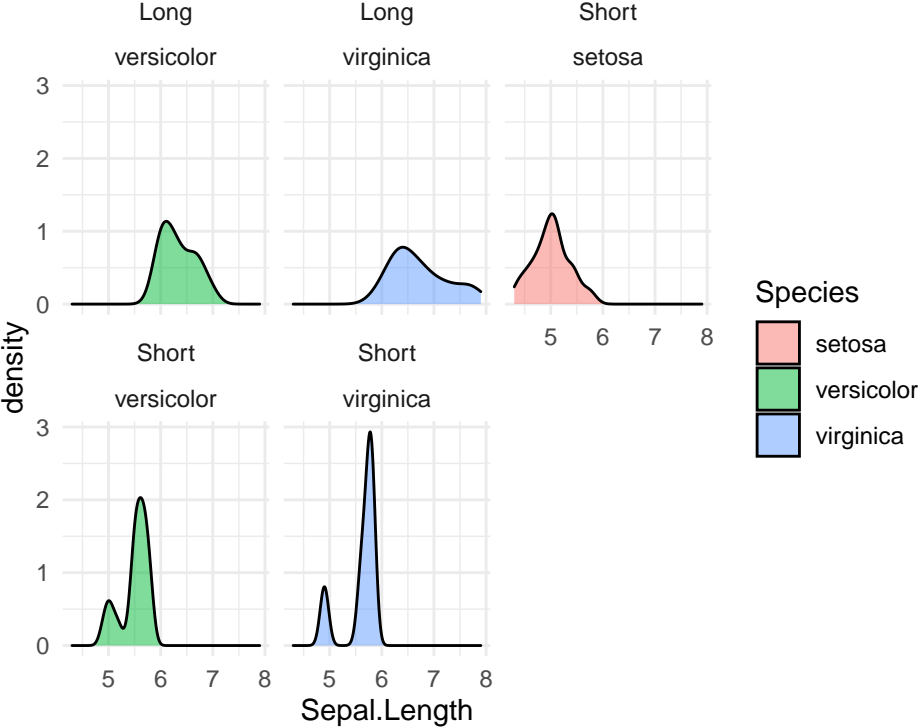 Long
versicolor
Long
virginica
Short
setosa
3
2
1
0
5 6 7 8
Short
versicolor
Short
virginica
3
2
1
0
5 6 7 8
5 6 7 8
Sepal.Length
density
Species
setosa
versicolor
virginica